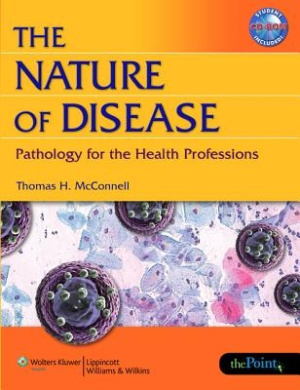 THE
NATURE
OF DISEASE
STUDENT
CD-ROM
INCLUDED!
Pathology for the Health Professions
Thomas H. McConnell
Wolters Kluwer
Lippincott
Williams & Wilkins
thePoint